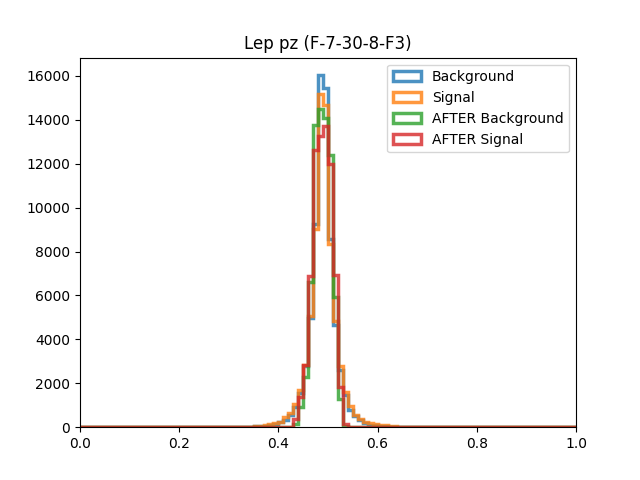 Lep pz (F-7-30-8-F3)
Background
Signal
AFTER Background
AFTER Signal
16000
14000
12000
10000
8000
6000
4000
2000
0
0.0 0.2 0.4 0.6 0.8 1.0